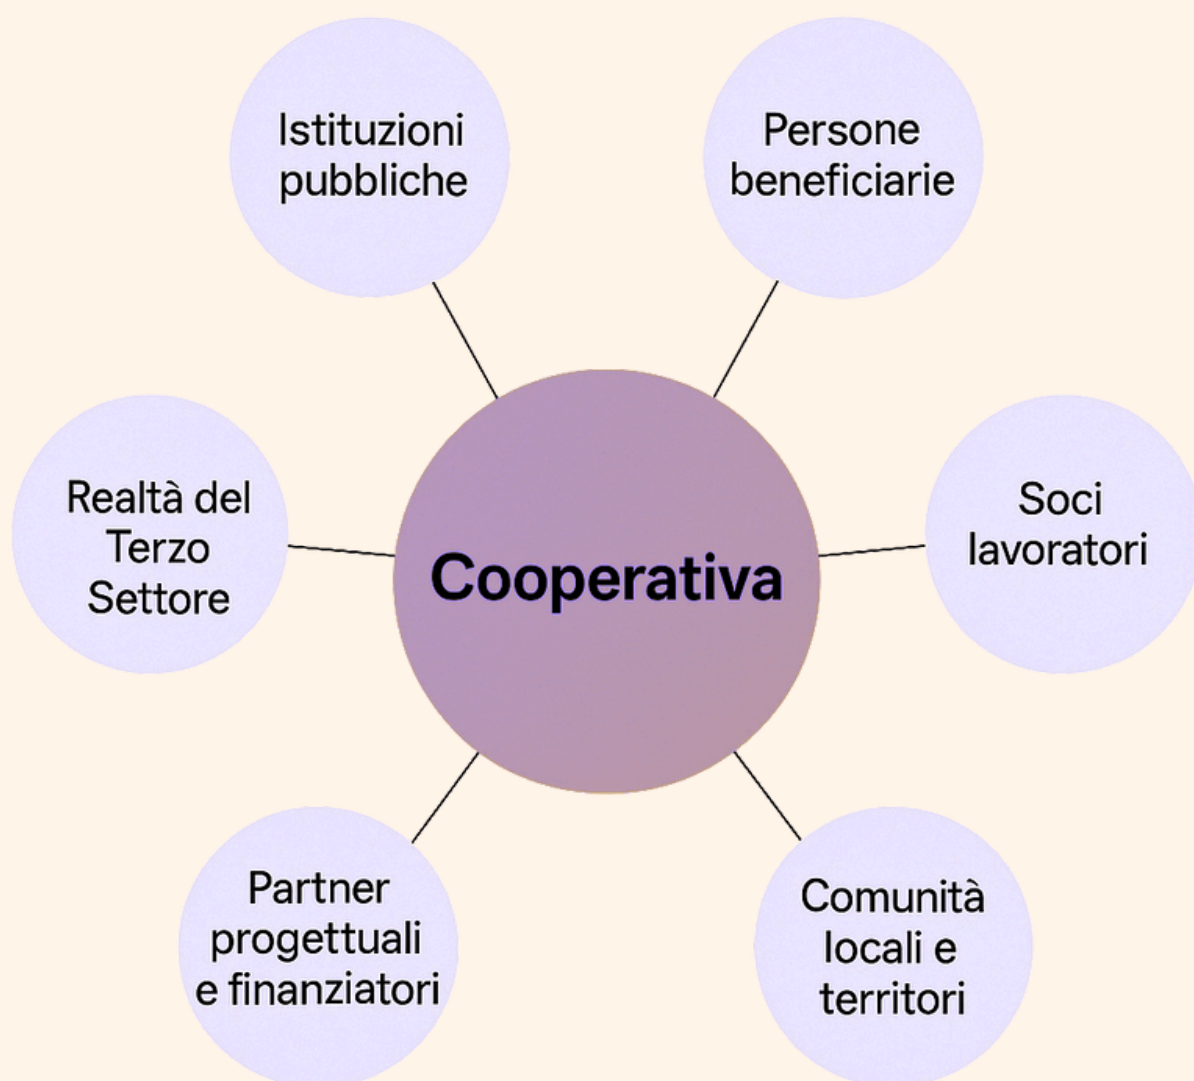 Istituzioni
pubbliche
Persone
beneficiarie
Realtà del
Terzo
Settore
Cooperativa
Soci
lavoratori
Partner
progettuali
e finanziatori
Comunità
locali e
territori